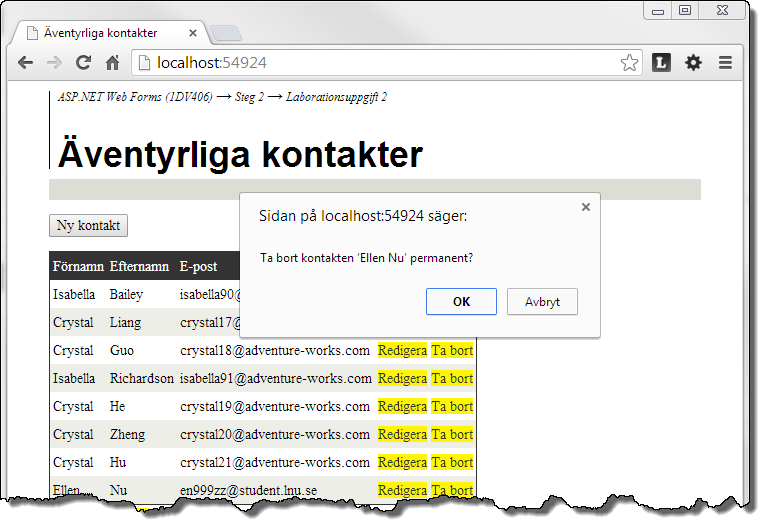 Äventyrliga kontakter
localhost:54924
L
ASP.NET Web Forms (1DV406) → Steg 2 → Laborationsuppgift 2
Äventyrliga kontakter
Sidan på localhost:54924 säger:
Ta bort kontakten 'Ellen Nu' permanent?
OK Avbryt
Ny kontakt
Förnamn Efternamn E-post
Isabella Bailey isabella90@
Crystal Liang crystal17@
Crystal Guo crystal18@adventure-works.com Redigera Ta bort
Isabella Richardson isabella91@adventure-works.com Redigera Ta bort
Crystal He crystal19@adventure-works.com Redigera Ta bort
Crystal Zheng crystal20@adventure-works.com Redigera Ta bort
Crystal Hu crystal21@adventure-works.com Redigera Ta bort
Ellen Nu en999zz@student.lnu.se Redigera Ta bort